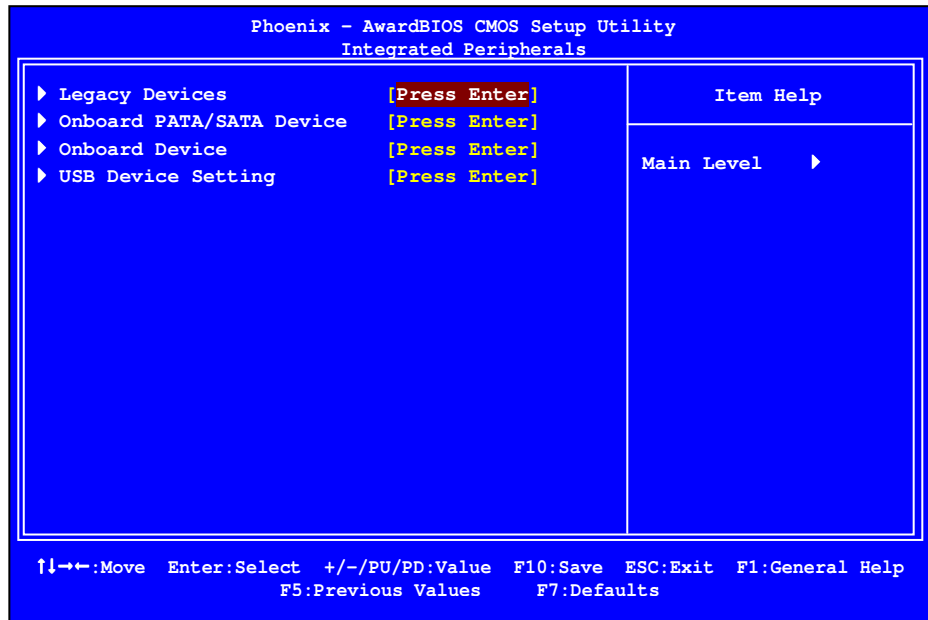 Phoenix – AwardBIOS CMOS Setup Utility
Integrated Peripherals
Legacy Devices [Press Enter]
Onboard PATA/SATA Device [Press Enter]
Onboard Device [Press Enter]
USB Device Setting [Press Enter]
Item Help
Main Level
↑↓→←:Move Enter:Select +/-/PU/PD:Value F10:Save ESC:Exit F1:General Help
F5:Previous Values F7:Defaults